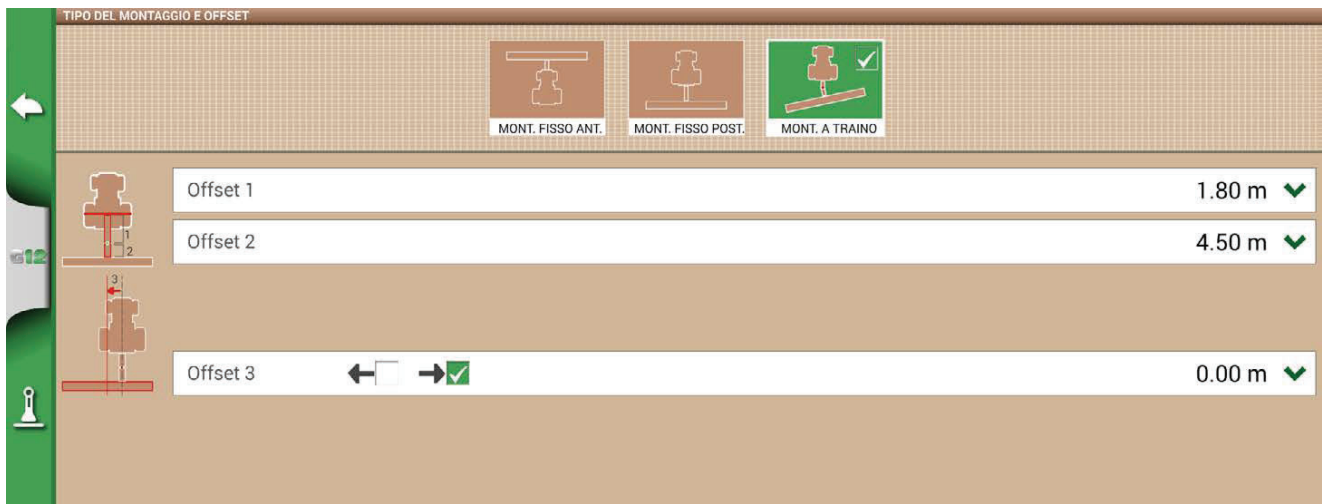 TIPO DEL MONTAGGIO E OFFSET
MONT. FISSO ANT. MONT. FISSO POST. MONT. A TRAINO
Offset 1 1.80 m
1
2
Offset 2 4.50 m
G12
3
Offset 3 0.00 m